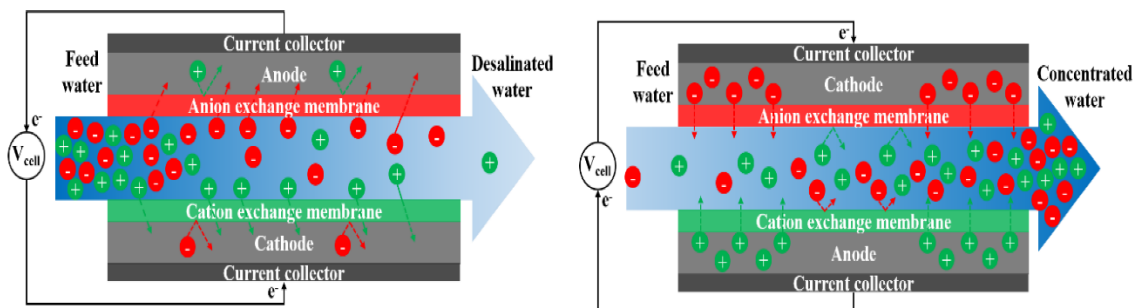 e-
Current collector
Feed
water
Anode
Desalinated
water
Anion exchange membrane
e-
Vcell
Cation exchange membrane
Cathode
Current collector
e-
e-
Current collector
Feed
water
Cathode
Concentrated
water
Anion exchange membrane
Vcell
e-
Cation exchange membrane
Anode
Current collector